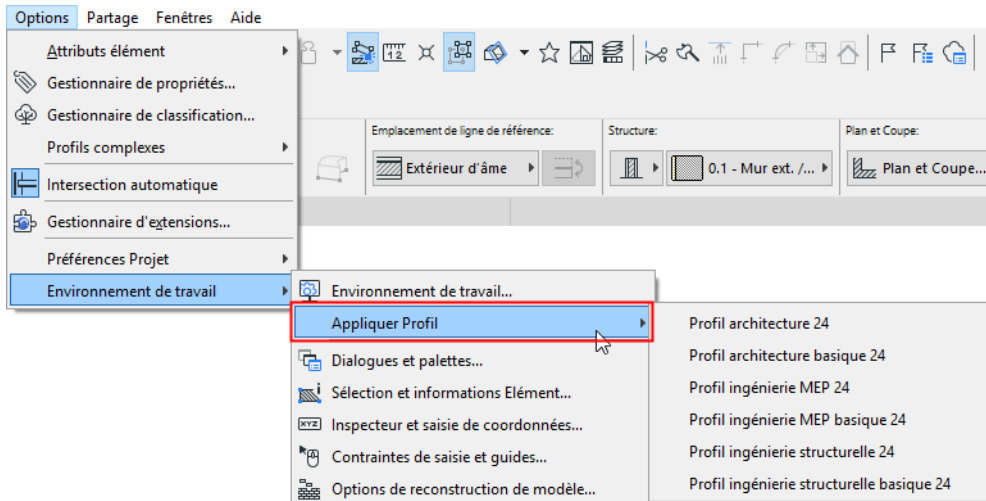 Options Partage Fenêtres Aide
Attributs élément
Gestionnaire de propriétés...
Gestionnaire de classification...
Profils complexes
Intersection automatique
Gestionnaire d'extensions...
Préférences Projet
Environnement de travail
1 2
Emplacement de ligne de référence:
Extérieur d'âme
Structure:
0.1 - Mur ext. /...
Plan et Coupe:
Plan et Coupe...
Environnement de travail...
Appliquer Profil
Dialogues et palettes...
Sélection et informations Elément...
XYZ Inspecteur et saisie de coordonnées...
Contraintes de saisie et guides...
Options de reconstruction de modèle...
Profil architecture 24
Profil architecture basique 24
Profil ingénierie MEP 24
Profil ingénierie MEP basique 24
Profil ingénierie structurelle 24
Profil ingénierie structurelle basique 24